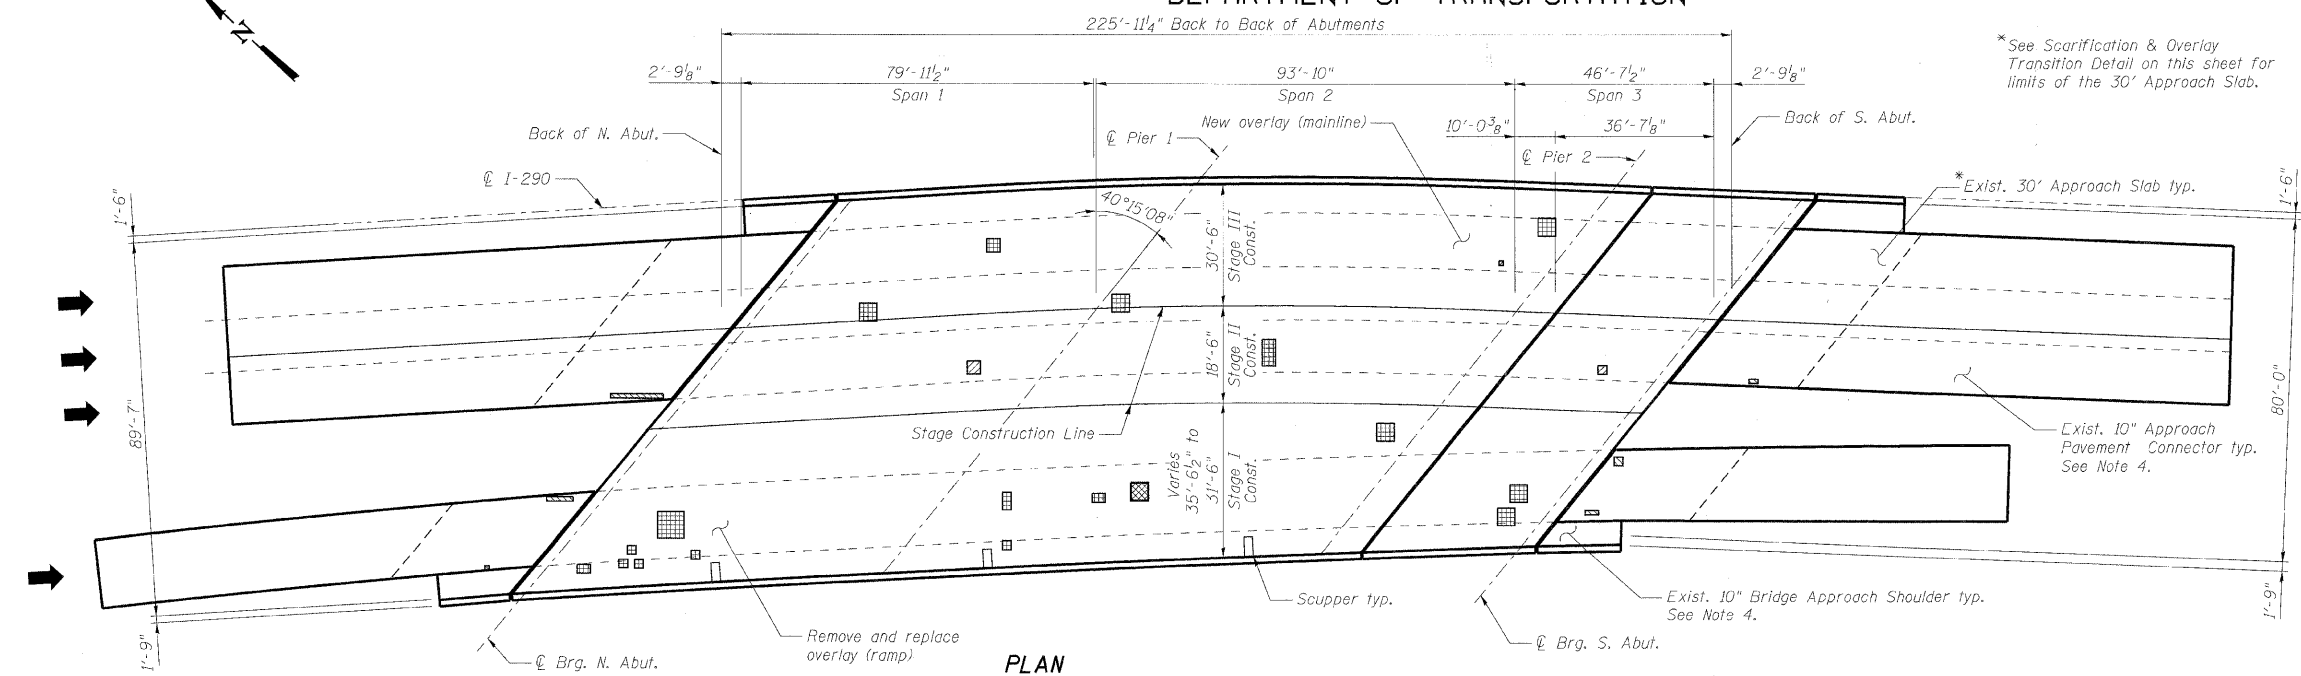 DEPARTMENT OF TRANSPORTATION
N
225'-11¼" Back to Back of Abutments
2'-9⅛"
79'-11½"
93'-10"
46'-7½"
2'-9⅛"
Span 1
Span 2
Span 3
*See Scarification & Overlay
Transition Detail on this sheet for
limits of the 30' Approach Slab.
Back of N. Abut.
New overlay (mainline)
10'-0⅜"
36'-7⅛"
Back of S. Abut.
℄ Pier 1
℄ Pier 2
℄ I-290
*Exist. 30' Approach Slab typ.
1'-6"
1'-6"
40°15'08"
30'-6"
Stage III
Const.
18'-6"
Stage II
Const.
Varies
35'-6½" to
31'-6"
Stage I
Const.
89'-7"
80'-0"
Stage Construction Line
Exist. 10" Approach
Pavement Connector typ.
See Note 4.
1'-9"
1'-9"
Scupper typ.
Exist. 10" Bridge Approach Shoulder typ.
See Note 4.
Remove and replace
overlay (ramp)
℄ Brg. N. Abut.
℄ Brg. S. Abut.
PLAN